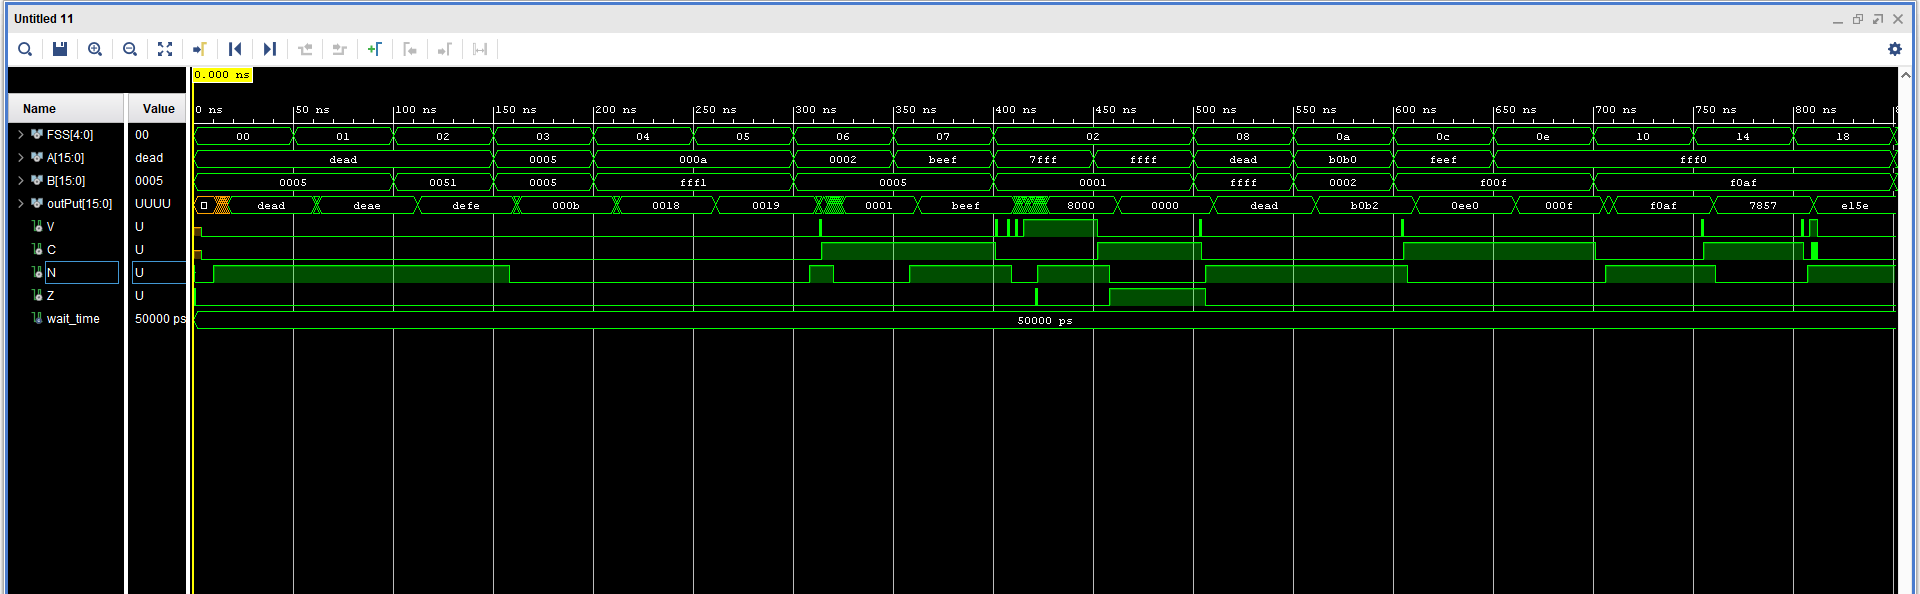 Untitled 11
0.000 ns
Name Value
0 ns 50 ns 100 ns 150 ns 200 ns 250 ns 300 ns 350 ns 400 ns 450 ns 500 ns 550 ns 600 ns 650 ns 700 ns 750 ns 800 ns
FSS[4:0] 00 00 01 02 03 04 05 06 07 02 08 0a 0c 0e 10 14 18
A[15:0] dead dead 0005 000a 0002 beef 7fff ffff dead b0b0 feef fff0
B[15:0] 0005 0005 0051 0005 fff1 0005 0001 ffff 0002 f00f f0af
outPut[15:0] UUUU dead deae defe 000b 0018 0019 0001 beef 8000 0000 dead b0b2 0ee0 000f f0af 7857 e15e
V U
C U
N U
Z U
wait_time 50000 ps 50000 ps